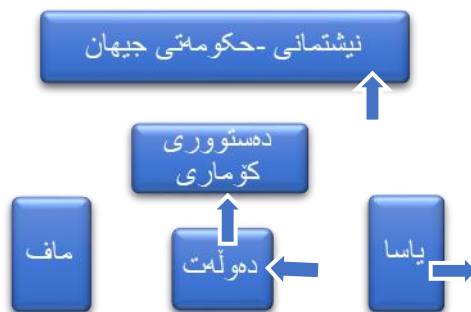 نیشتمانی -حکومەتی جیهان
دەستووری
کۆماری
یاسا
دەوڵەت
ماف